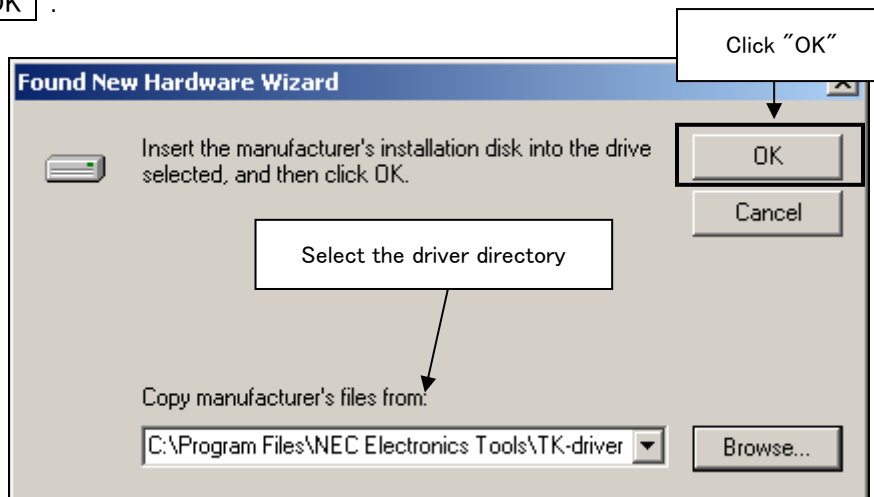 OK .
Click "OK"
Found New Hardware Wizard
Insert the manufacturer's installation disk into the drive
selected, and then click OK.
OK
Cancel
Select the driver directory
Copy manufacturer's files from:
C:\Program Files\NEC Electronics Tools\TK-driver
Browse...